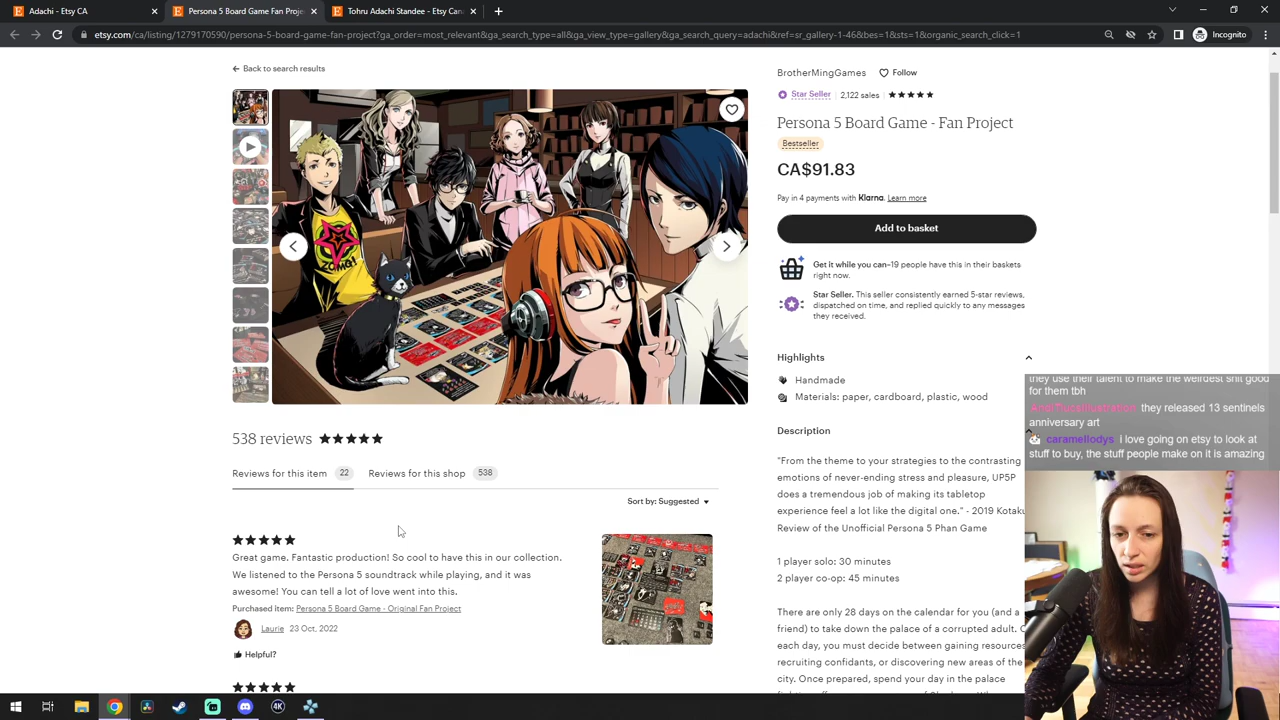 Adachi - Etsy CA
Persona 5 Board Game - Fan Project
Tohru Adachi Standee - Etsy Can
etsy.com/ca/listing/1279170590/persona-5-board-game-fan-project?ga_order=most_relevant&ga_search_type=all&ga_view_type=gallery&ga_search_query=adachi&ref=sr_gallery-1-46&bes=1&sts=1&organic_search_click=1
Incognito
Back to search results
ZOMG!
BrotherMingGames
Follow
Star Seller
2,122 sales
Persona 5 Board Game - Fan Project
Bestseller
CA$91.83
Pay in 4 payments with Klarna. Learn more
Add to basket
Get it while you can–19 people have this in their baskets
right now.
Star Seller. This seller consistently earned 5-star reviews,
dispatched on time, and replied quickly to any messages
they received.
Highlights
Handmade
Materials: paper, cardboard, plastic, wood
Description
"From the theme to your strategies to the contrasting
emotions of never-ending stress and pleasure, UP5P
does a tremendous job of making its tabletop
experience feel a lot like the digital one." - 2019 Kotaku
Review of the Unofficial Persona 5 Phan Game
1 player solo: 30 minutes
2 player co-op: 45 minutes
There are only 28 days on the calendar for you (and a
friend) to take down the palace of a corrupted adult.
each day, you must decide between gaining resources
recruiting confidants, or discovering new areas of the
city. Once prepared, spend your day in the palace
538 reviews
Reviews for this item 22
Reviews for this shop 538
Sort by: Suggested
Great game. Fantastic production! So cool to have this in our collection.
We listened to the Persona 5 soundtrack while playing, and it was
awesome! You can tell a lot of love went into this.
Purchased item: Persona 5 Board Game - Original Fan Project
Laurie 23 Oct, 2022
Helpful?
they use their talent to make the weirdest shit good
for them tbh
they released 13 sentinels
anniversary art
caramellodys i love going on etsy to look at
stuff to buy, the stuff people make on it is amazing
4K